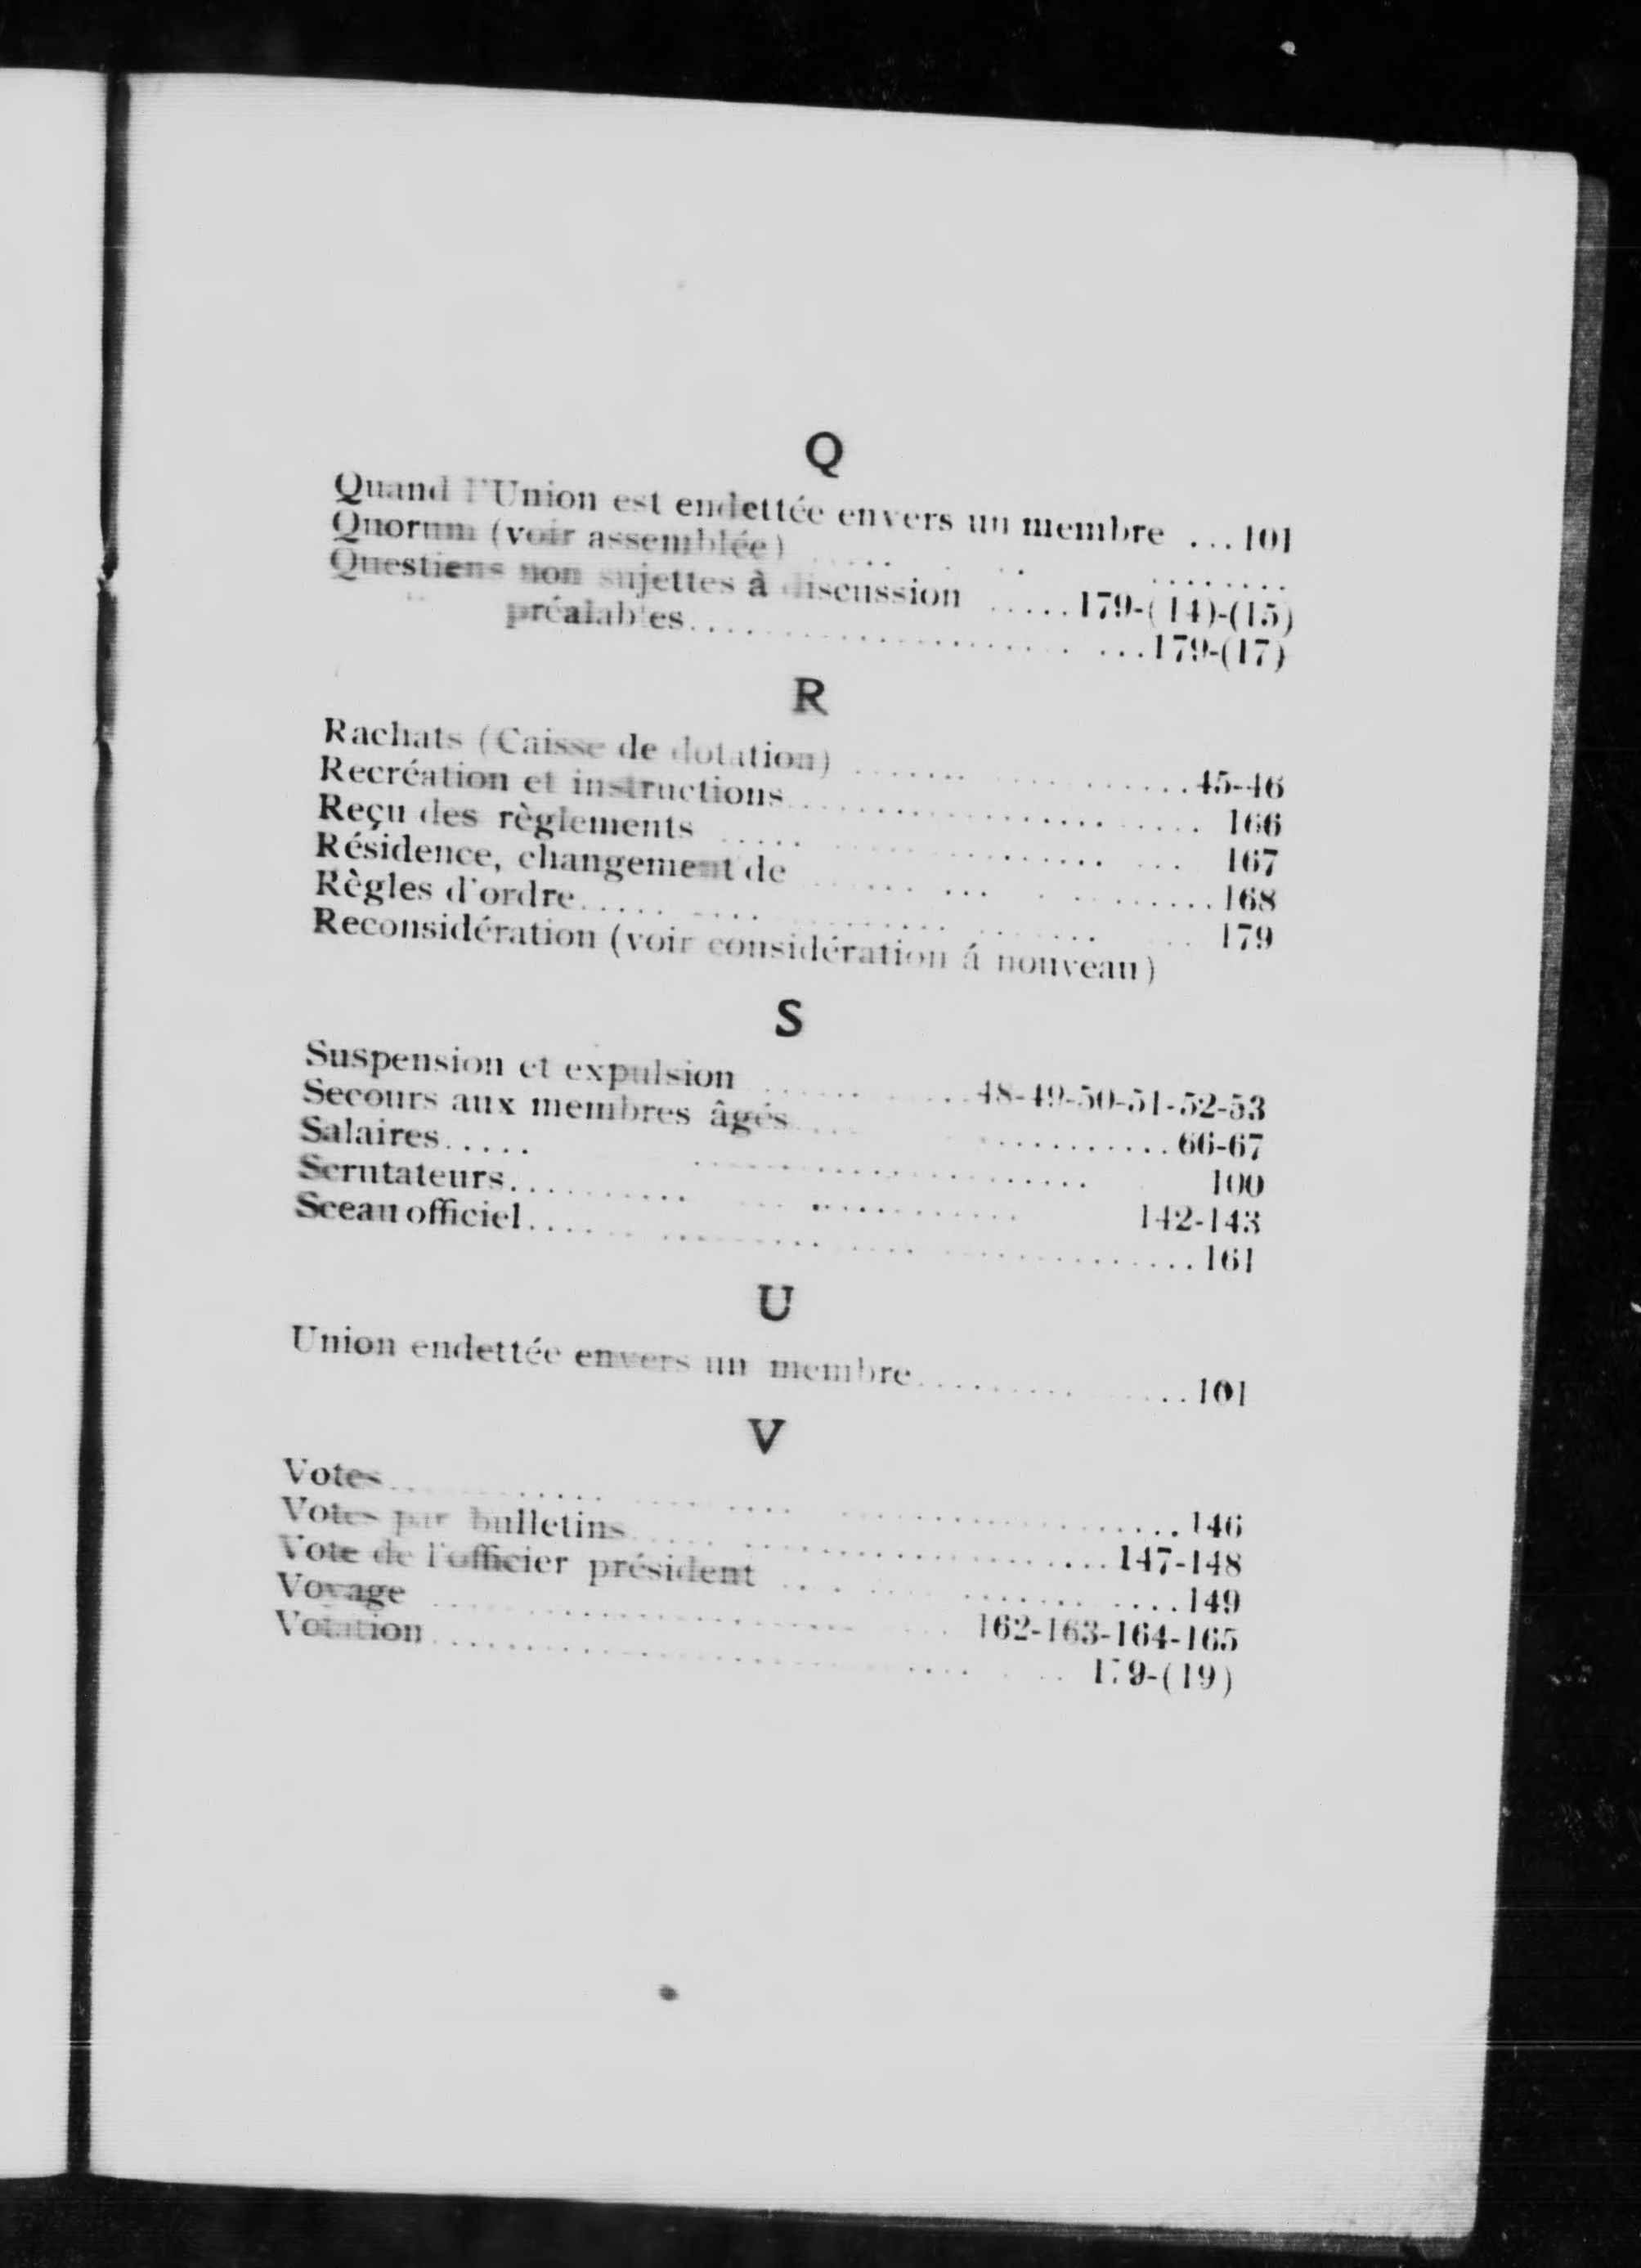 Q
Quand l'Union est endettée envers un membre ...101
Quorum (voir assemblée) ..................
Questiens non sujettes à discussion .....179-(14)-(15)
" préalables..........................179-(17)
R
Rachats (Caisse de dotation) ....................45-46
Recréation et instructions........................ 166
Reçu des règlements ........................ 167
Résidence, changement de ....................168
Règles d'ordre........................... 179
Reconsidération (voir considération á nouveau)
S
Suspension et expulsion ............48-49-50-51-52-53
Secours aux membres âgés...............66-67
Salaires........................ 100
Scrutateurs........................ 142-143
Sceau officiel..............................161
U
Union endettée envers un membre..............101
V
Votes..............................146
Votes par bulletins........................147-148
Vote de l'officier président ..................149
Voyage ........................ 162-163-164-165
Votation.............................. 179-(19)